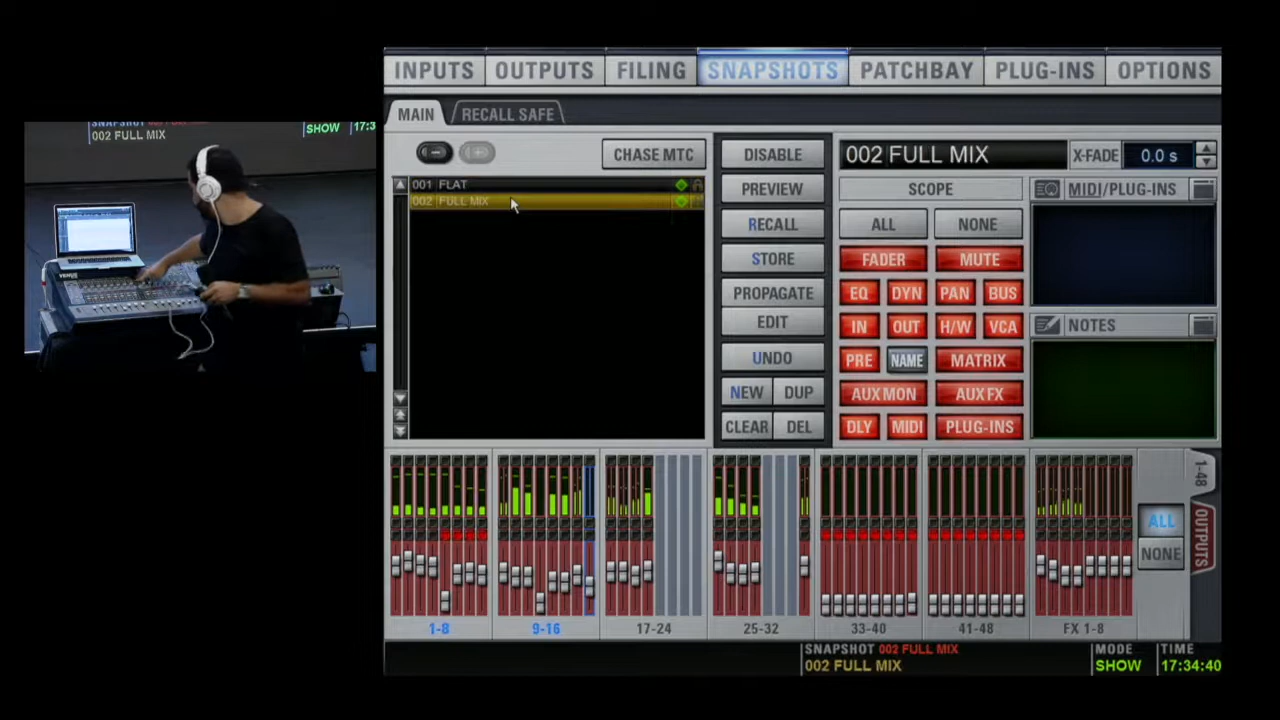 INPUTS OUTPUTS FILING SNAPSHOTS PATCHBAY PLUG-INS OPTIONS
MAIN RECALL SAFE
CHASE MTC
001 FLAT
002 FULL MIX
DISABLE
PREVIEW
RECALL
STORE
PROPAGATE
EDIT
UNDO
NEW DUP
CLEAR DEL
002 FULL MIX X-FADE 0.0 s
SCOPE
ALL NONE
FADER MUTE
EQ DYN PAN BUS
IN OUT H/W VCA
PRE NAME MATRIX
AUX MON AUX FX
DLY MIDI PLUG-INS
MIDI/PLUG-INS
NOTES
1-8 9-16 17-24 25-32 33-40 41-48 FX 1-8
ALL
NONE
1-48
OUTPUTS
SNAPSHOT 002 FULL MIX
002 FULL MIX
MODE
SHOW
TIME
17:34:40
002 FULL MIX
SHOW 17:3
VENUE